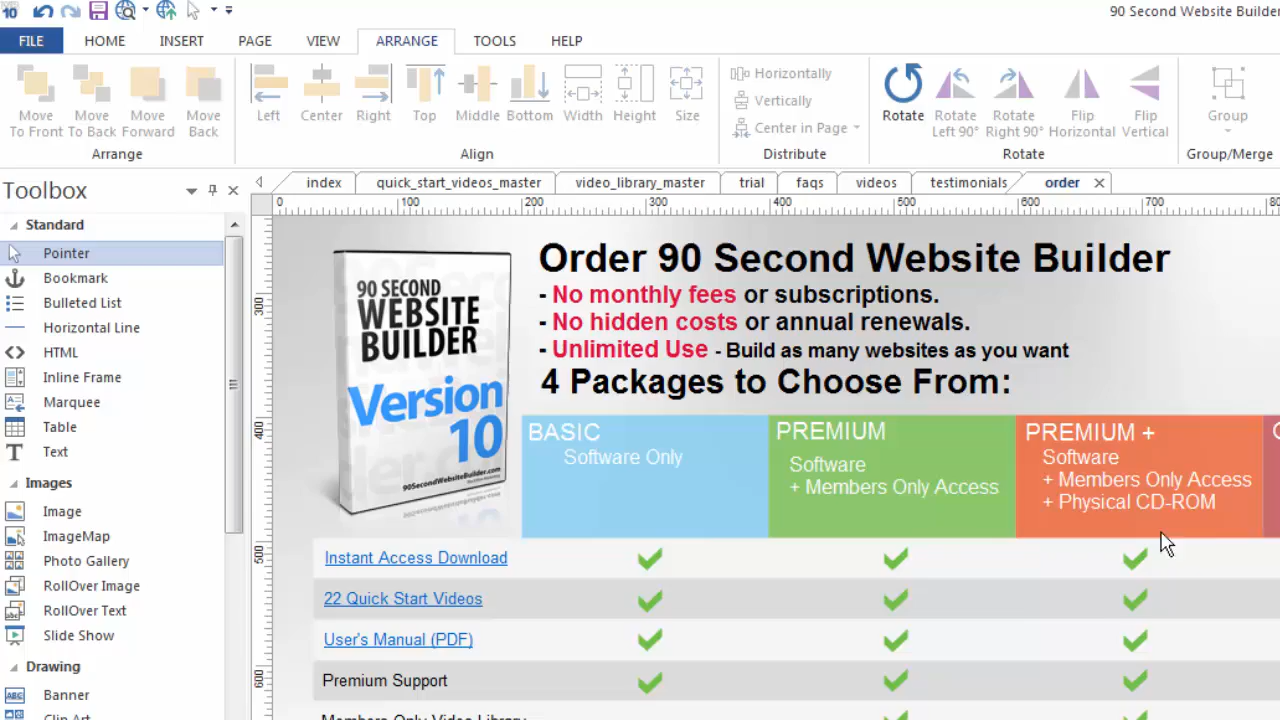 10
90 Second Website Builder
FILE HOME INSERT PAGE VIEW ARRANGE TOOLS HELP
Move To Front
Move To Back
Move Forward
Move Back
Left
Center
Right
Top
Middle
Bottom
Width
Height
Size
Horizontally
Vertically
Center in Page
Rotate
Rotate Left 90°
Rotate Right 90°
Flip Horizontal
Flip Vertical
Group
Arrange
Align
Distribute
Rotate
Group/Merge
Toolbox
index quick_start_videos_master video_library_master trial faqs videos testimonials order
0 100 200 300 400 500 600 700
300
400
500
600
Standard
Pointer
Bookmark
Bulleted List
Horizontal Line
HTML
Inline Frame
Marquee
Table
Text
Images
Image
ImageMap
Photo Gallery
RollOver Image
RollOver Text
Slide Show
Drawing
Banner
Clip Art
90 SECOND
WEBSITE
BUILDER
Version
10
90SecondWebsiteBuilder.com
Order 90 Second Website Builder
- No monthly fees or subscriptions.
- No hidden costs or annual renewals.
- Unlimited Use - Build as many websites as you want
4 Packages to Choose From:
BASIC
Software Only
PREMIUM
Software
+ Members Only Access
PREMIUM +
Software
+ Members Only Access
+ Physical CD-ROM
Instant Access Download
22 Quick Start Videos
User's Manual (PDF)
Premium Support
Members Only Video Library